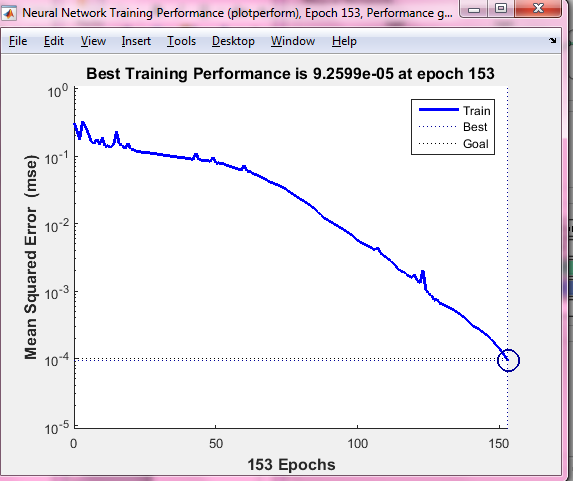 Neural Network Training Performance (plotperform), Epoch 153, Performance g...
File Edit View Insert Tools Desktop Window Help
Best Training Performance is 9.2599e-05 at epoch 153
Train
Best
Goal
Mean Squared Error (mse)
10^0
10^-1
10^-2
10^-3
10^-4
10^-5
0 50 100 150
153 Epochs